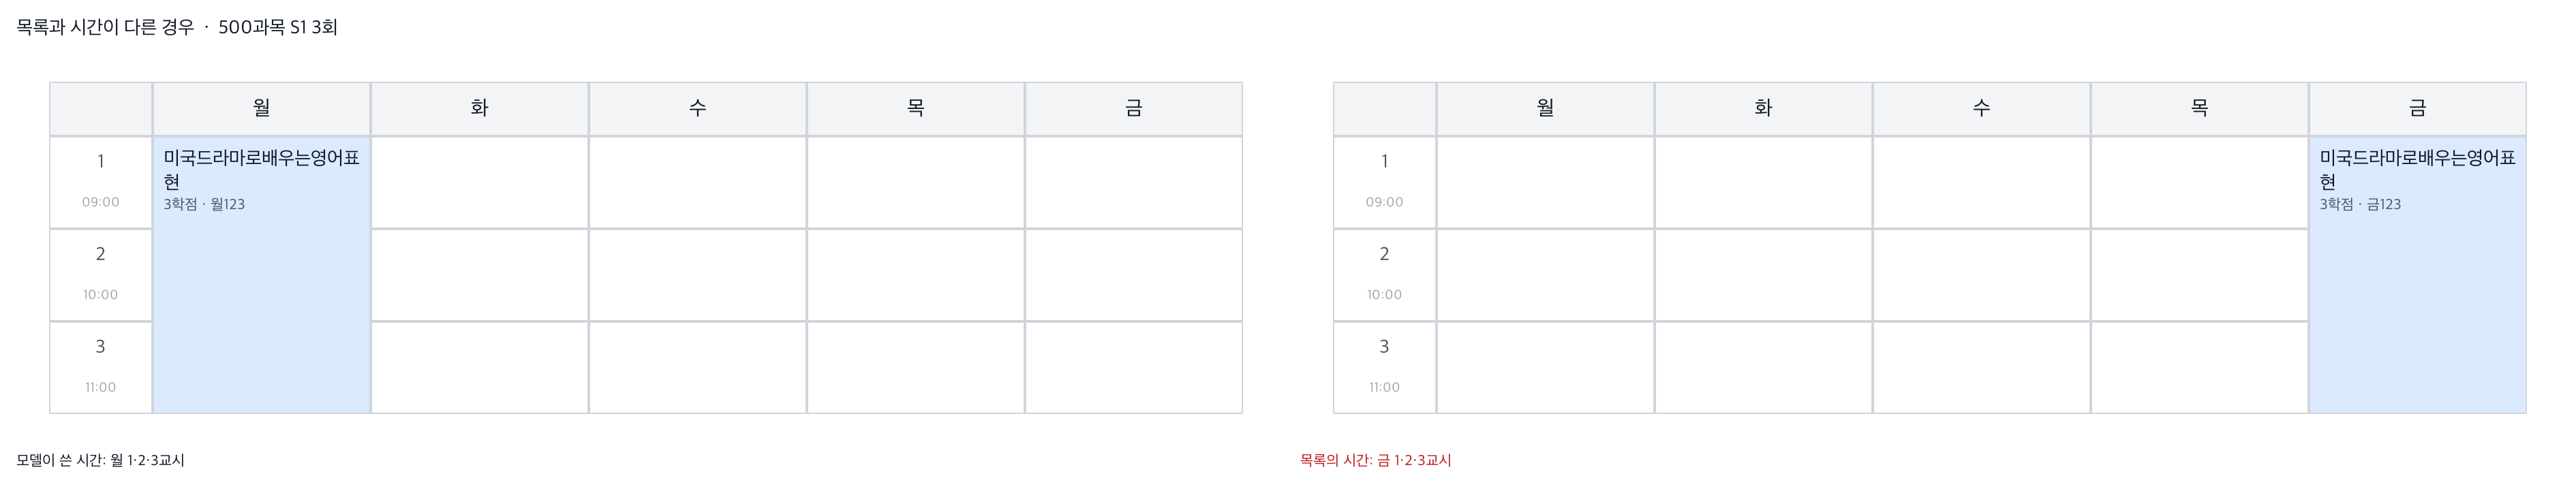 목록과 시간이 다른 경우 · 500과목 S1 3회
월 화 수 목 금
1
09:00
미국드라마로배우는영어표
현
3학점 · 월123
2
10:00
3
11:00
모델이 쓴 시간: 월 1·2·3교시
월 화 수 목 금
1
09:00
미국드라마로배우는영어표
현
3학점 · 금123
2
10:00
3
11:00
목록의 시간: 금 1·2·3교시